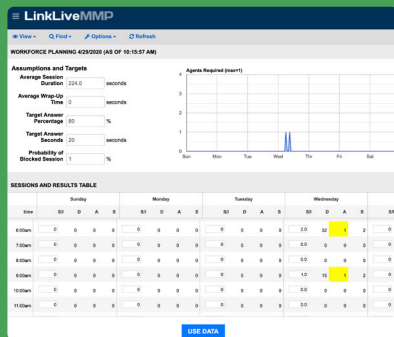 ≡ LinkLiveMMP
View Find Options Refresh
WORKFORCE PLANNING 4/29/2020 (AS OF 10:15:57 AM)
Assumptions and Targets
Average Session Duration 224.0 seconds
Average Wrap-Up Time 0 seconds
Target Answer Percentage 80 %
Target Answer Seconds 20 seconds
Probability of Blocked Session 1 %
Agents Required (max=1)
4
3
2
1
0
Sun Mon Tue Wed Thr Fri Sat
SESSIONS AND RESULTS TABLE
Sunday Monday Tuesday Wednesday
time S/I D A S S/I D A S S/I D A S S/I D A S S/I
6:00am 0 0 0 0 0 0 0 0 0 0 0 0 2.0 32 1 2 0
7:00am 0 0 0 0 0 0 0 0 0 0 0 0 0.0 0 0 0 0
8:00am 0 0 0 0 0 0 0 0 0 0 0 0 0.0 0 0 0 0
9:00am 0 0 0 0 0 0 0 0 0 0 0 0 1.0 15 1 2 0
10:00am 0 0 0 0 0 0 0 0 0 0 0 0 0.0 0 0 0 0
11:00am 0 0 0 0 0 0 0 0 0 0 0 0 0.0 0 0 0 0
USE DATA